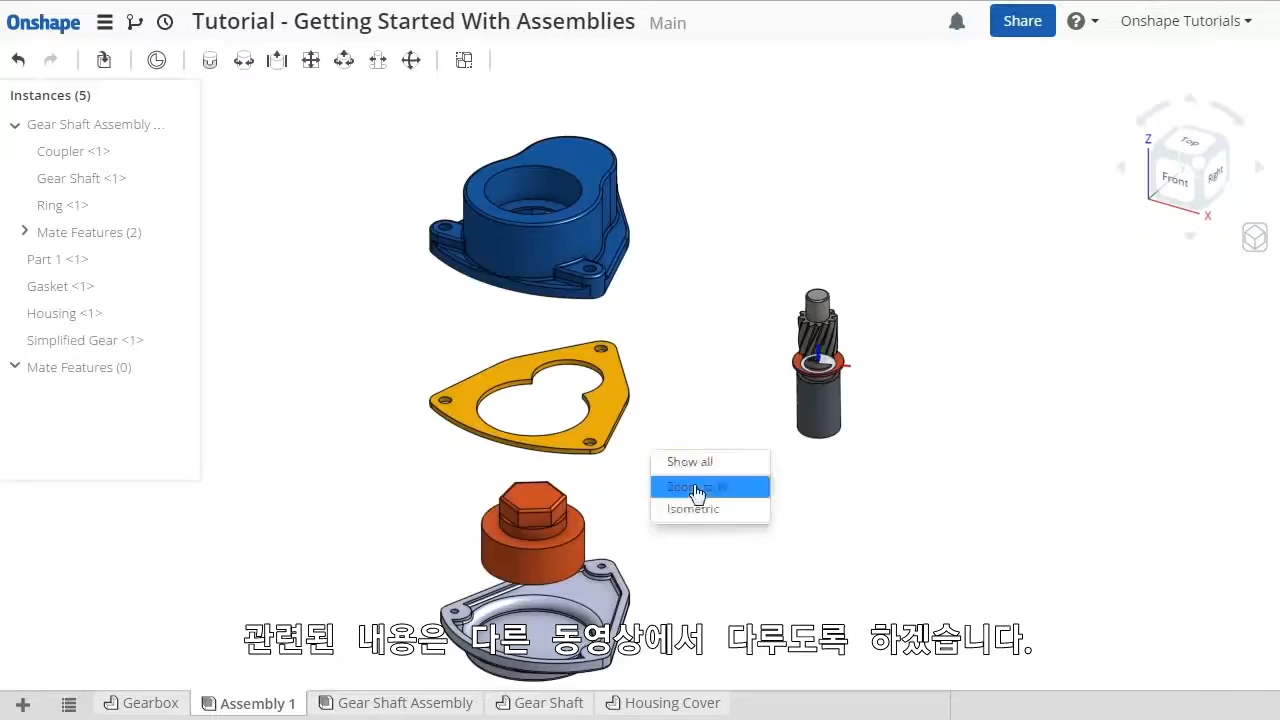 Onshape
Tutorial - Getting Started With Assemblies Main
Share
Onshape Tutorials
Instances (5)
Gear Shaft Assembly ...
Coupler <1>
Gear Shaft <1>
Ring <1>
Mate Features (2)
Part 1 <1>
Gasket <1>
Housing <1>
Simplified Gear <1>
Mate Features (0)
Z
Top
Front
Right
X
Show all
Zoom to fit
Isometric
관련된 내용은 다른 동영상에서 다루도록 하겠습니다.
Gearbox
Assembly 1
Gear Shaft Assembly
Gear Shaft
Housing Cover